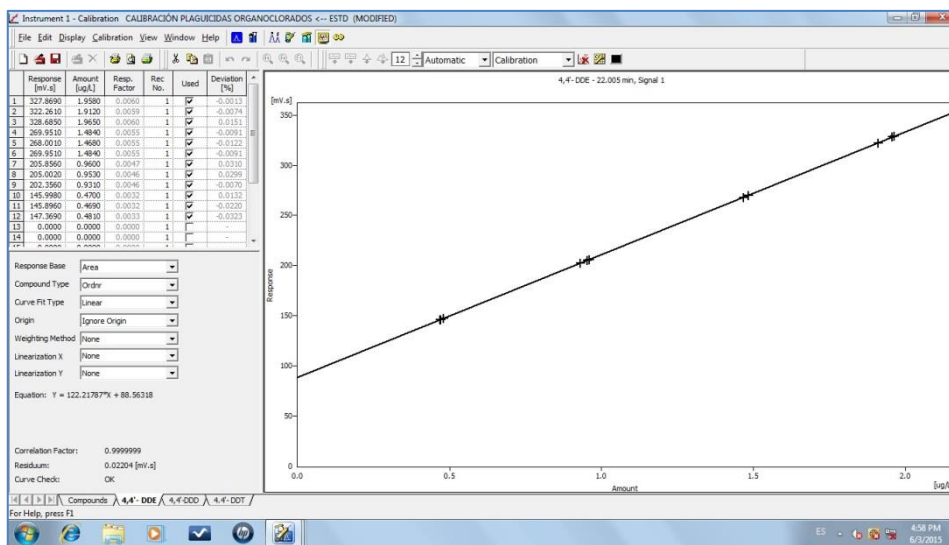 Instrument 1 - Calibration CALIBRACIÓN PLAGUICIDAS ORGANOCLORADOS <-- ESTD (MODIFIED)
File Edit Display Calibration View Window Help
12 Automatic Calibration
Response [mV.s] Amount [ug/L] Resp. Factor Rec No. Used Deviation [%]
1 327.8690 1.9580 0.0060 1 -0.0013
2 322.2610 1.9120 0.0059 1 -0.0074
3 328.6850 1.9650 0.0060 1 0.0151
4 269.9510 1.4840 0.0055 1 -0.0091
5 268.0010 1.4680 0.0055 1 -0.0122
6 269.9510 1.4840 0.0055 1 -0.0091
7 205.8560 0.9600 0.0047 1 0.0310
8 205.0020 0.9530 0.0046 1 0.0299
9 202.3560 0.9310 0.0046 1 -0.0070
10 145.9980 0.4700 0.0032 1 0.0132
11 145.8960 0.4690 0.0032 1 -0.0220
12 147.3690 0.4810 0.0033 1 -0.0323
13 0.0000 0.0000 0.0000 1 -
14 0.0000 0.0000 0.0000 1 -
Response Base Area
Compound Type Ordnr
Curve Fit Type Linear
Origin Ignore Origin
Weighting Method None
Linearization X None
Linearization Y None
Equation: Y = 122.21787*X + 88.56318
Correlation Factor: 0.9999999
Residuum: 0.02204 [mV.s]
Curve Check: OK
4,4'- DDE - 22.005 min, Signal 1
[mV.s]
350
300
250
200
150
100
50
0
Response
0.0 0.5 1.0 1.5 2.0
Amount
[ug/L
Compounds 4,4'- DDE 4,4'-DDD 4.4'- DDT
For Help, press F1
hp
ES
4:58 PM
6/3/2015